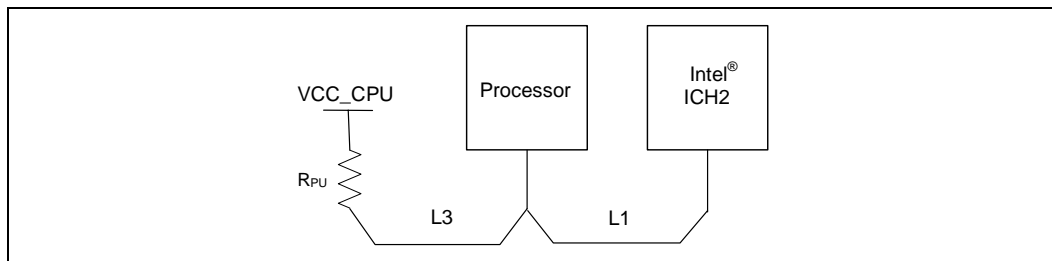 VCC_CPU
Processor
Intel®
ICH2
RPU
L3
L1